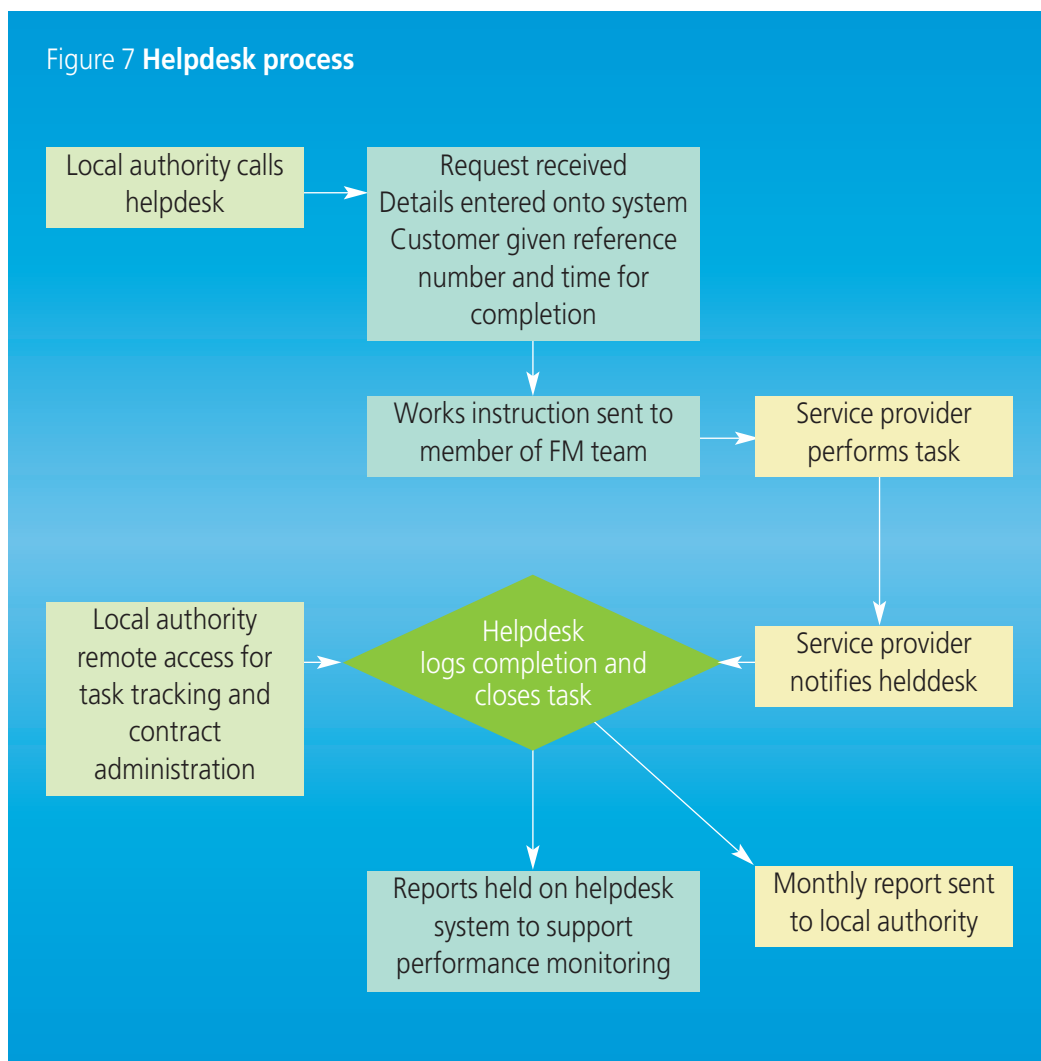 Figure 7 Helpdesk process
Local authority calls
helpdesk
Request received
Details entered onto system
Customer given reference
number and time for
completion
Works instruction sent to
member of FM team
Service provider
performs task
Local authority
remote access for
task tracking and
contract
administration
Helpdesk
logs completion and
closes task
Service provider
notifies helddesk
Reports held on helpdesk
system to support
performance monitoring
Monthly report sent
to local authority